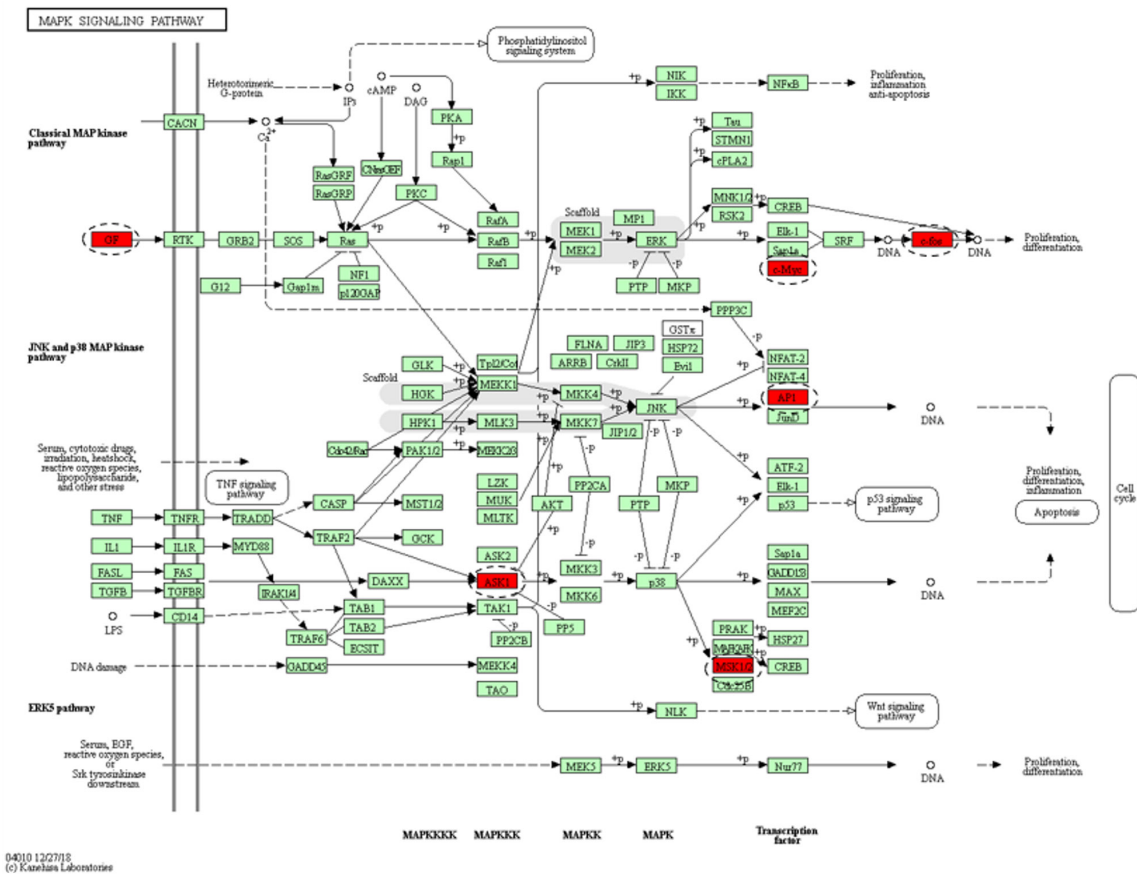 MAPK SIGNALING PATHWAY
Phosphatidylinositol
signaling system
Heterotorimeric
G-protein
IP3
cAMP
DAG
+p
NIK
IKK
NFκB
Proliferation,
inflammation
anti-apoptosis
Classical MAP kinase
pathway
CACN
Ca2+
PKA
+p
Rap1
Tau
STMN1
cPLA2
RasGRF
RasGRP
CNrasGEF
PKC
MNK1/2
RSK2
+p
CREB
Scaffold
MP1
RafA
RafB
Raf1
MEK1
MEK2
GF
RTK
GRB2
SOS
Ras
+p
+p
+p
ERK
+p
+p
Elk-1
Sap1a
c-Myc
SRF
DNA
c-fos
DNA
Proliferation,
differentiation
G12
Gap1m
NF1
p120GAP
-p
-p
PTP
MKP
PPP3C
-p
JNK and p38 MAP kinase
pathway
GLK
HGK
HPK1
Scaffold
Tpl2/Cot
MEKK1
MLK3
FLNA
JIP3
ARRB
CrkII
GSTπ
HSP72
Evi1
NFAT-2
NFAT-4
AP1
JunD
MKK4
MKK7
JNK
JIP1/2
+p
DNA
Serum, cytotoxic drugs,
irradiation, heatshock,
reactive oxygen species,
lipopolysaccharide,
and other stress
TNF signaling
pathway
PAK1/2
MEKK2/3
LZK
MUK
MLTK
CASP
MST1/2
AKT
PP2CA
PTP
MKP
ATF-2
Elk-1
p53
p53 signaling
pathway
Proliferation,
differentiation,
inflammation
Apoptosis
Cell
cycle
TNF
TNFR
TRADD
TRAF2
GCK
IL1
IL1R
MYD88
ASK2
FASL
FAS
DAXX
ASK1
+p
MKK3
MKK6
+p
p38
+p
Sap1a
GADD153
MAX
MEF2C
DNA
TGFB
TGFBR
IRAK1/4
LPS
CD14
TAB1
TAK1
TAB2
TRAF6
ECSIT
-p
PP5
PP2CB
PRAK
+p
HSP27
MAPKAPK
MSK1/2
CREB
Cdc25B
DNA damage
GADD45
MEKK4
TAO
ERK5 pathway
+p
NLK
Wnt signaling
pathway
Serum, EGF,
reactive oxygen species,
or
Srk tyrosinkinase
downstream
MEK5
+p
ERK5
+p
Nur77
DNA
Proliferation,
differentiation
MAPKKKK
MAPKKK
MAPKK
MAPK
Transcription
factor
04010 12/27/18
(c) Kanehisa Laboratories